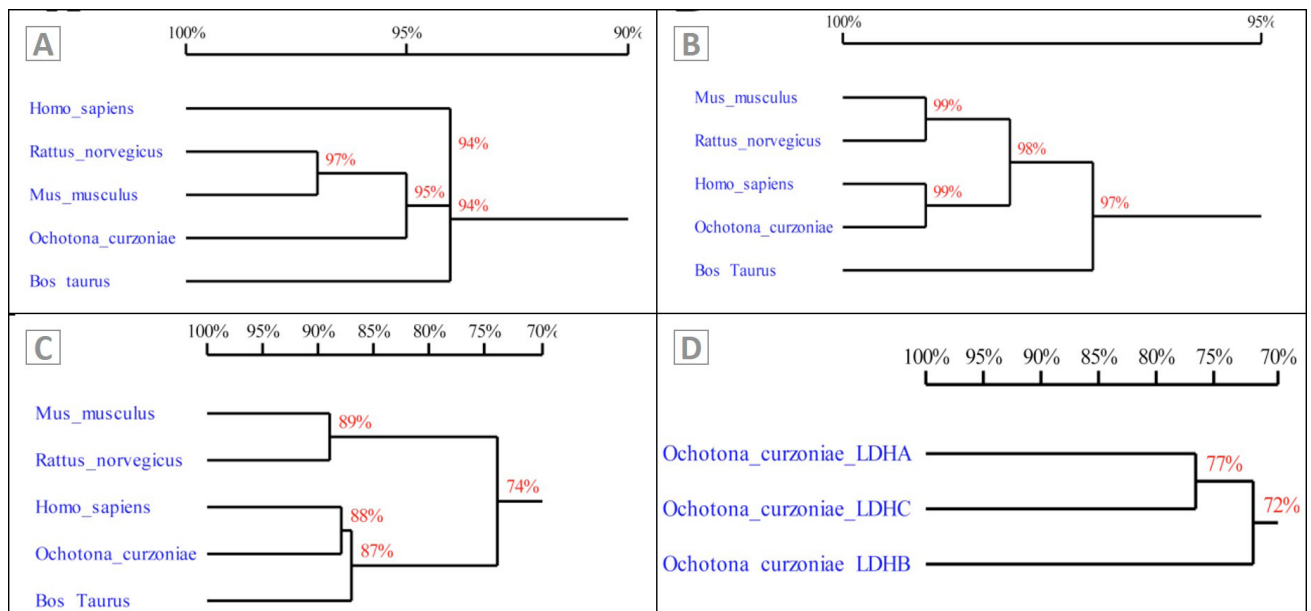 A
100% 95% 90%
Homo_sapiens
94%
Rattus_norvegicus
97%
Mus_musculus
95%
94%
Ochotona_curzoniae
Bos taurus
B
100% 95%
Mus_musculus
99%
Rattus_norvegicus
98%
Homo_sapiens
99%
97%
Ochotona_curzoniae
Bos Taurus
C
100% 95% 90% 85% 80% 75% 70%
Mus_musculus
89%
Rattus_norvegicus
74%
Homo_sapiens
88%
Ochotona_curzoniae
87%
Bos Taurus
D
100% 95% 90% 85% 80% 75% 70%
Ochotona_curzoniae_LDHA
77%
Ochotona_curzoniae_LDHC
72%
Ochotona curzoniae LDHB